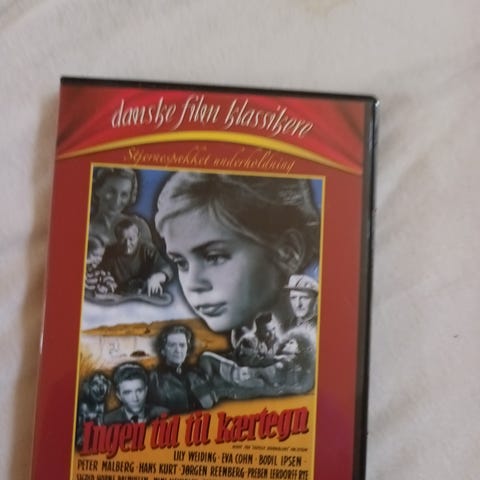 danske film klassikere
Stjernespækket underholdning
Ingen tid til kærtegn
LILY WEIDING · EVA COHN · BODIL IPSEN ·
PETER MALBERG · HANS KURT · JØRGEN REENBERG · PREBEN LERDORFF RYE